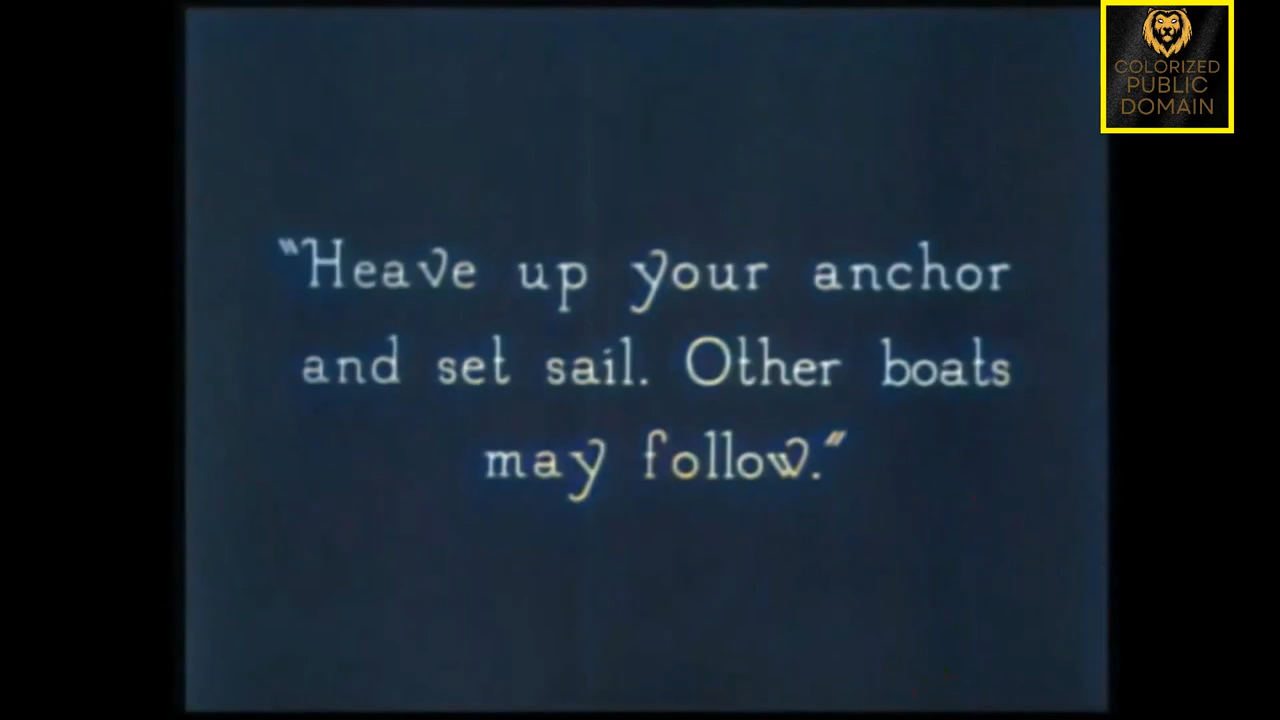 "Heave up your anchor
and set sail. Other boats
may follow."
COLORIZED
PUBLIC
DOMAIN